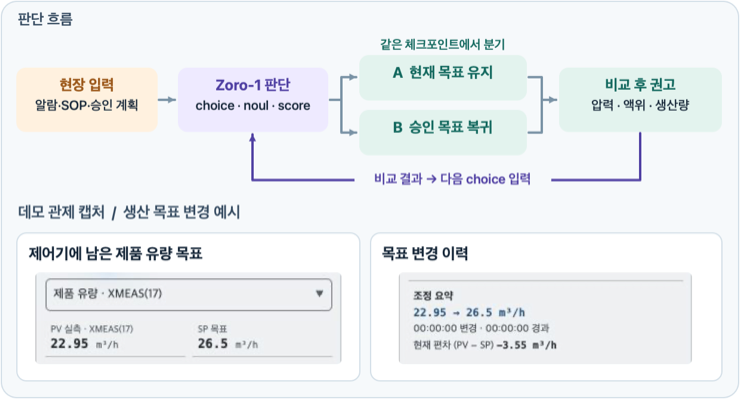 판단 흐름
현장 입력
알람·SOP·승인 계획
Zoro-1 판단
choice · noul · score
같은 체크포인트에서 분기
A 현재 목표 유지
B 승인 목표 복귀
비교 후 권고
압력 · 액위 · 생산량
비교 결과 → 다음 choice 입력
데모 관제 캡처 / 생산 목표 변경 예시
제어기에 남은 제품 유량 목표
제품 유량 · XMEAS(17) ▼
PV 실측 · XMEAS(17)
22.95 m³/h
SP 목표
26.5 m³/h
목표 변경 이력
조정 요약
22.95 → 26.5 m³/h
00:00:00 변경 · 00:00:00 경과
현재 편차 (PV − SP) −3.55 m³/h